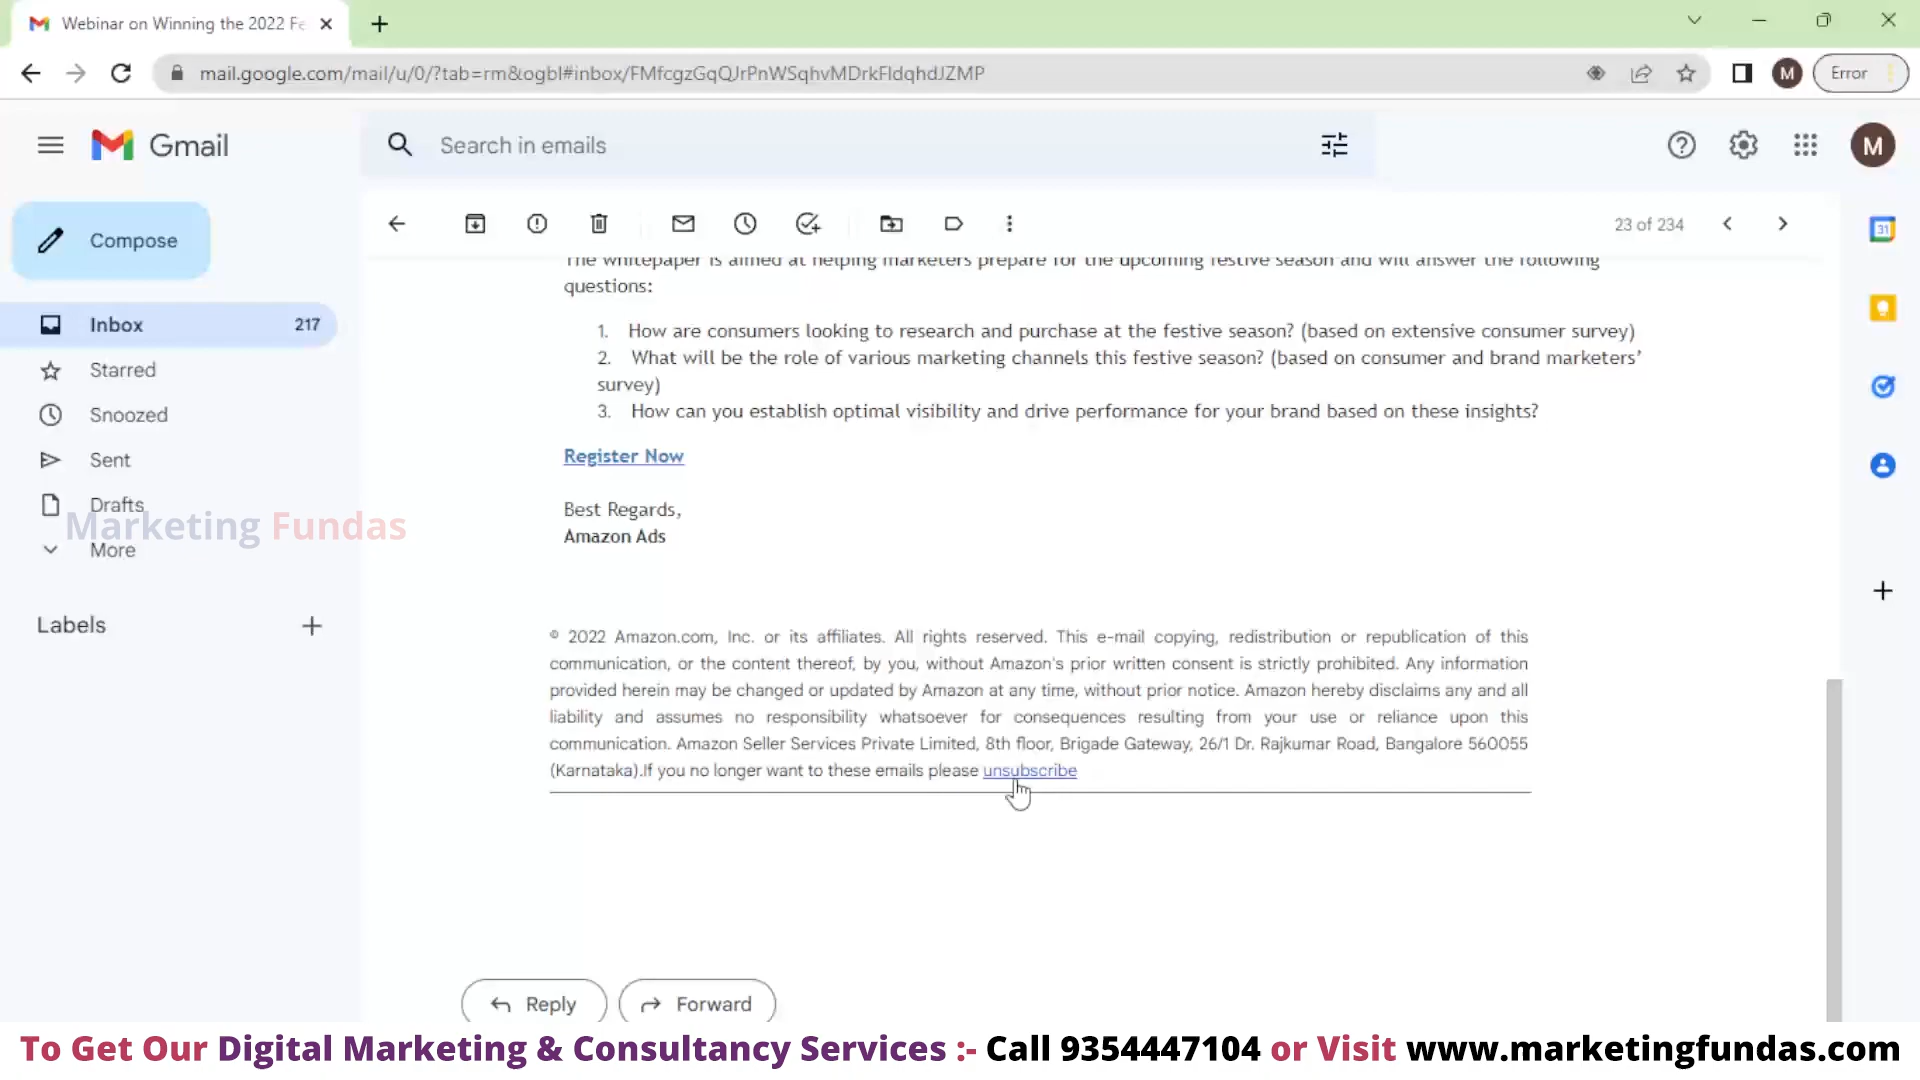 Webinar on Winning the 2022 Fe
mail.google.com/mail/u/0/?tab=rm&ogbl#inbox/FMfcgzGqQJrPnWSqhvMDrkFldqhdJZMP
M
Error
Gmail
Search in emails
M
Compose
23 of 234
31
The whitepaper is aimed at helping marketers prepare for the upcoming festive season and will answer the following
questions:
Inbox 217
1. How are consumers looking to research and purchase at the festive season? (based on extensive consumer survey)
2. What will be the role of various marketing channels this festive season? (based on consumer and brand marketers’
survey)
3. How can you establish optimal visibility and drive performance for your brand based on these insights?
Starred
Snoozed
Sent
Drafts
More
Marketing Fundas
Labels
Register Now
Best Regards,
Amazon Ads
© 2022 Amazon.com, Inc. or its affiliates. All rights reserved. This e-mail copying, redistribution or republication of this
communication, or the content thereof, by you, without Amazon's prior written consent is strictly prohibited. Any information
provided herein may be changed or updated by Amazon at any time, without prior notice. Amazon hereby disclaims any and all
liability and assumes no responsibility whatsoever for consequences resulting from your use or reliance upon this
communication. Amazon Seller Services Private Limited, 8th floor, Brigade Gateway, 26/1 Dr. Rajkumar Road, Bangalore 560055
(Karnataka).If you no longer want to these emails please unsubscribe
Reply
Forward
To Get Our Digital Marketing & Consultancy Services :- Call 9354447104 or Visit www.marketingfundas.com